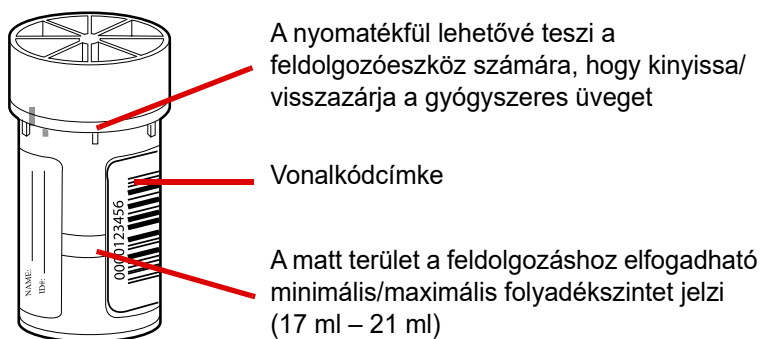 A nyomatékfül lehetővé teszi a
feldolgozóeszköz számára, hogy kinyissa/
visszazárja a gyógyszeres üveget
Vonalkódcímke
A matt terület a feldolgozáshoz elfogadható
minimális/maximális folyadékszintet jelzi
(17 ml – 21 ml)
NAME:
ID#:
0000123456